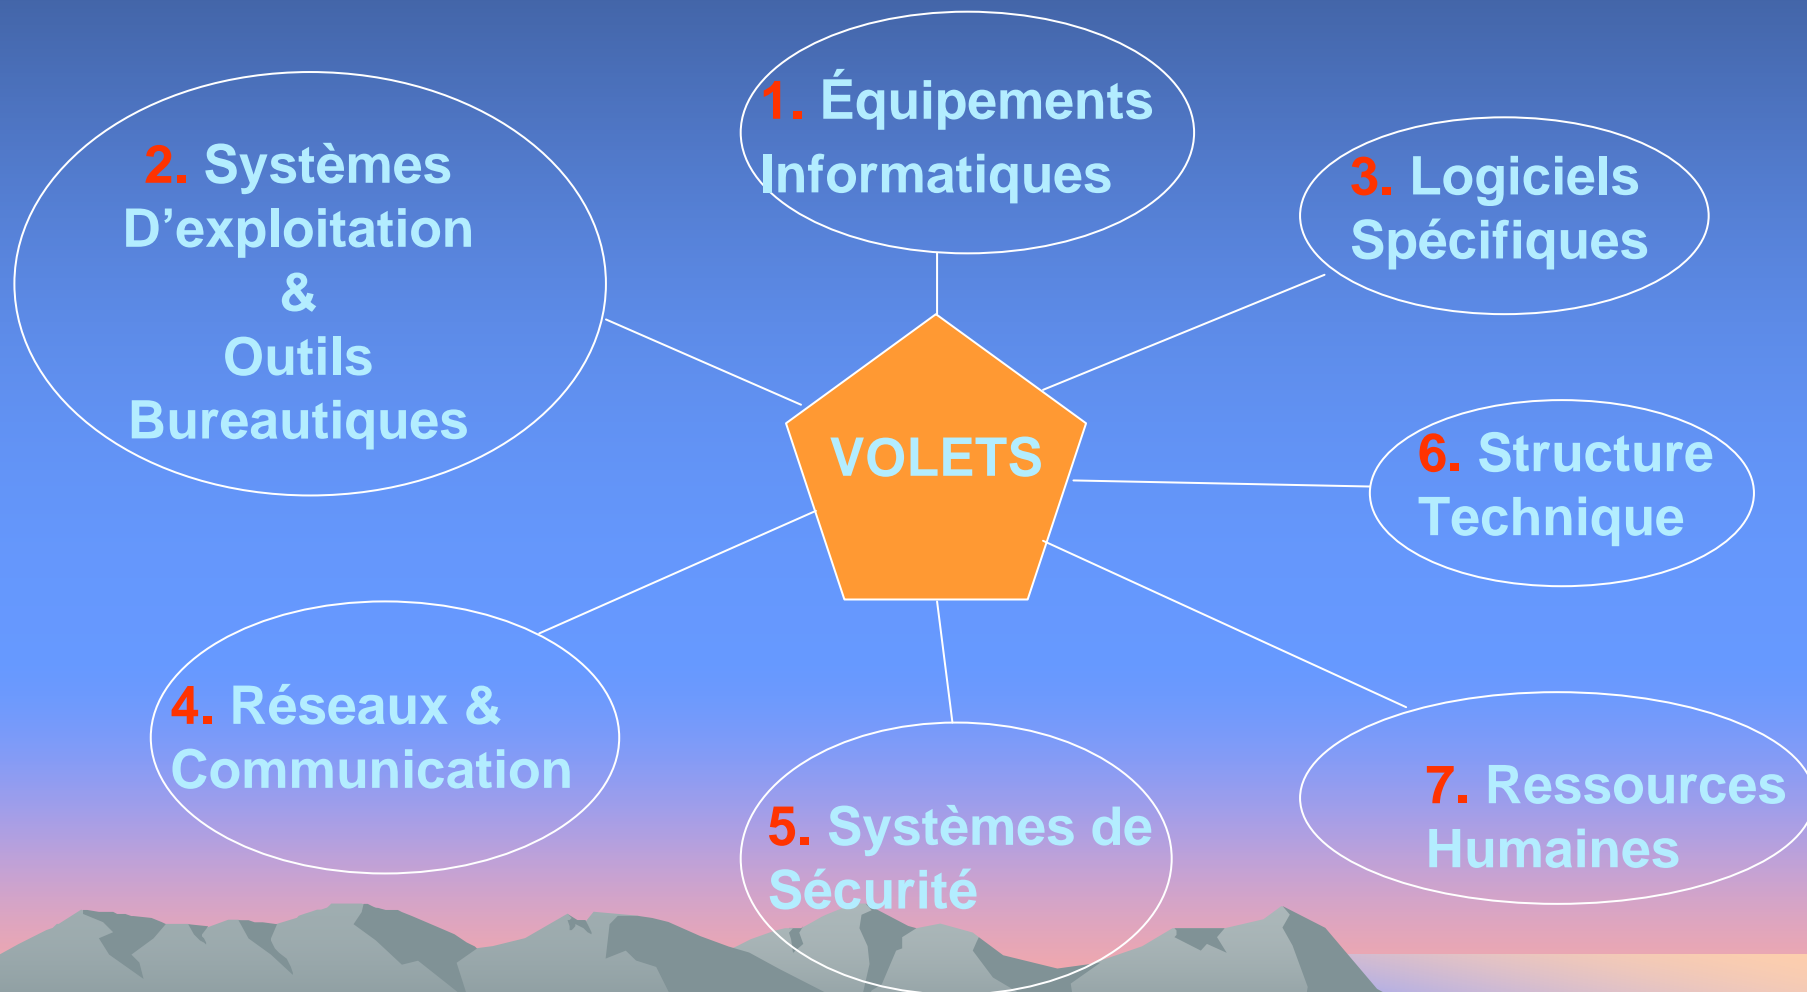 1. Équipements
Informatiques
2. Systèmes
D’exploitation
&
Outils
Bureautiques
3. Logiciels
Spécifiques
VOLETS
6. Structure
Technique
4. Réseaux &
Communication
5. Systèmes de
Sécurité
7. Ressources
Humaines